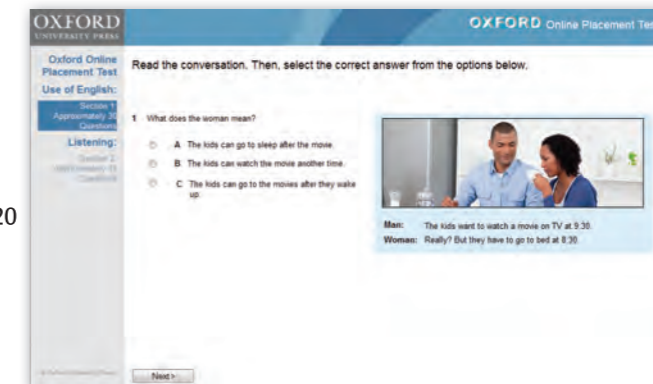 OXFORD
UNIVERSITY PRESS
OXFORD Online Placement Tes
Oxford Online
Placement Test
Use of English:
Section 1
Approximately 30
Questions
Listening:
Read the conversation. Then, select the correct answer from the options below.
1 What does the woman mean?
A The kids can go to sleep after the movie.
B The kids can watch the movie another time.
C The kids can go to the movies after they wake
up.
Man: The kids want to watch a movie on TV at 9.30.
Woman: Really? But they have to go to bed at 8.30.
20
Next >